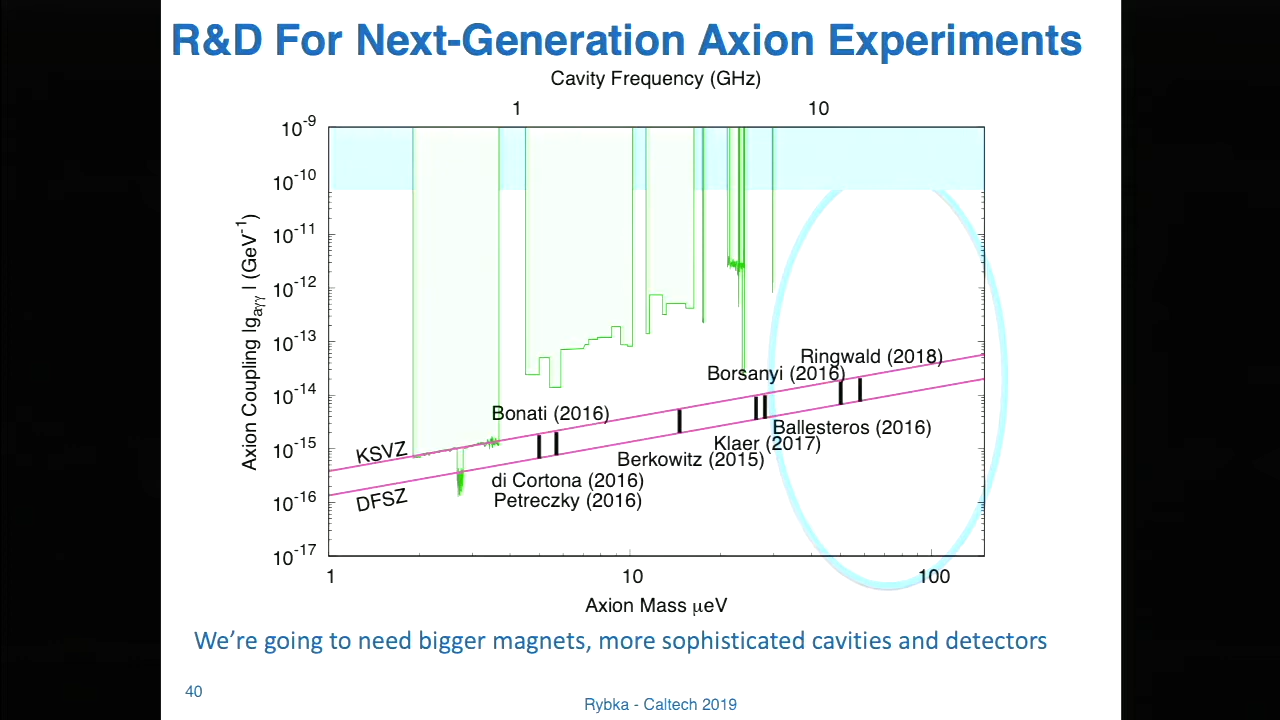 R&D For Next-Generation Axion Experiments
Cavity Frequency (GHz)
1 10
10⁻⁹
10⁻¹⁰
10⁻¹¹
10⁻¹²
10⁻¹³
10⁻¹⁴
10⁻¹⁵
10⁻¹⁶
10⁻¹⁷
Axion Coupling |g_aγγ| (GeV⁻¹)
Ringwald (2018)
Borsanyi (2016)
Bonati (2016)
Ballesteros (2016)
Klaer (2017)
Berkowitz (2015)
KSVZ
di Cortona (2016)
Petreczky (2016)
DFSZ
1 10 100
Axion Mass µeV
We're going to need bigger magnets, more sophisticated cavities and detectors
40
Rybka - Caltech 2019